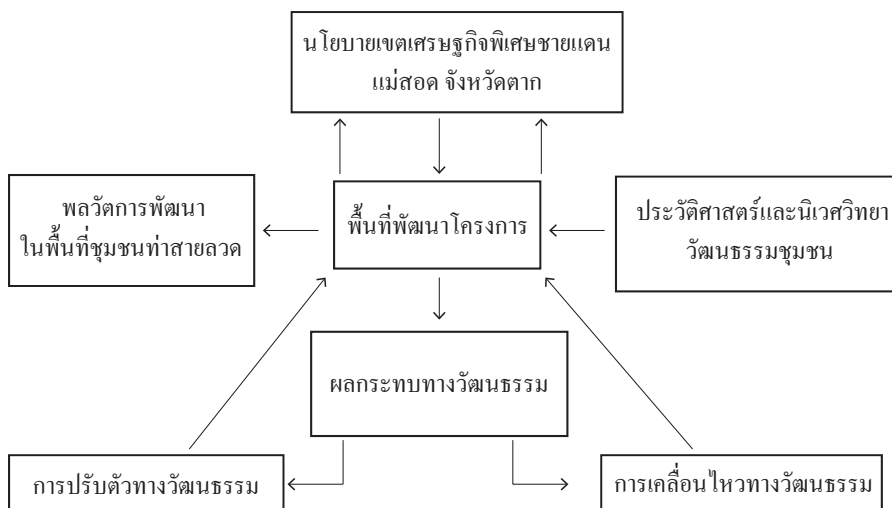 นโยบายเขตเศรษฐกิจพิเศษชายแดน
แม่สอด จังหวัดตาก
พลวัตการพัฒนา
ในพื้นที่ชุมชนท่าสายลวด
พื้นที่พัฒนาโครงการ
ประวัติศาสตร์และนิเวศวิทยา
วัฒนธรรมชุมชน
ผลกระทบทางวัฒนธรรม
การปรับตัวทางวัฒนธรรม
การเคลื่อนไหวทางวัฒนธรรม